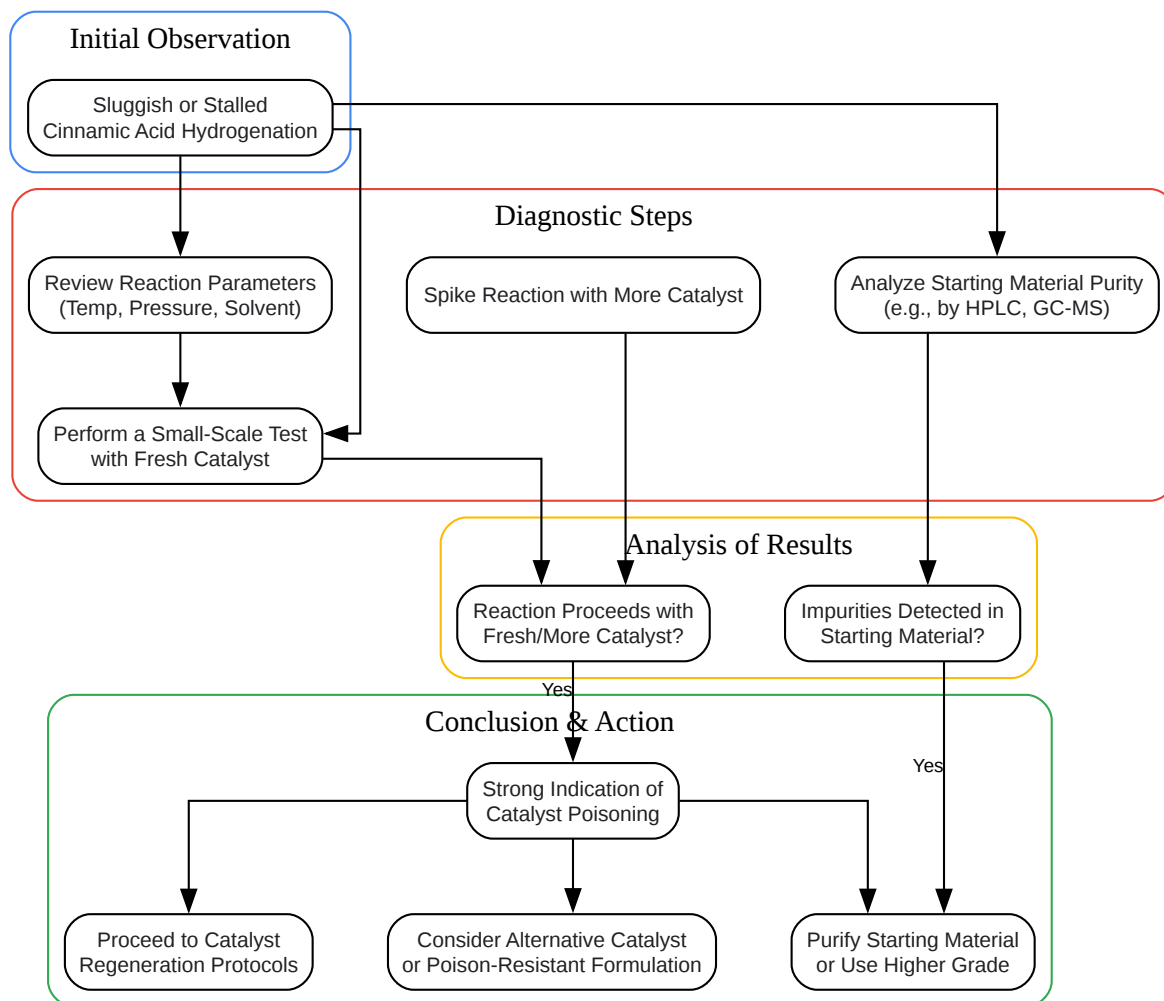 Initial Observation
Sluggish or Stalled
Cinnamic Acid Hydrogenation
Diagnostic Steps
Review Reaction Parameters
(Temp, Pressure, Solvent)
Spike Reaction with More Catalyst
Analyze Starting Material Purity
(e.g., by HPLC, GC-MS)
Perform a Small-Scale Test
with Fresh Catalyst
Analysis of Results
Reaction Proceeds with
Fresh/More Catalyst?
Impurities Detected in
Starting Material?
Yes
Conclusion & Action
Yes
Strong Indication of
Catalyst Poisoning
Proceed to Catalyst
Regeneration Protocols
Consider Alternative Catalyst
or Poison-Resistant Formulation
Purify Starting Material
or Use Higher Grade